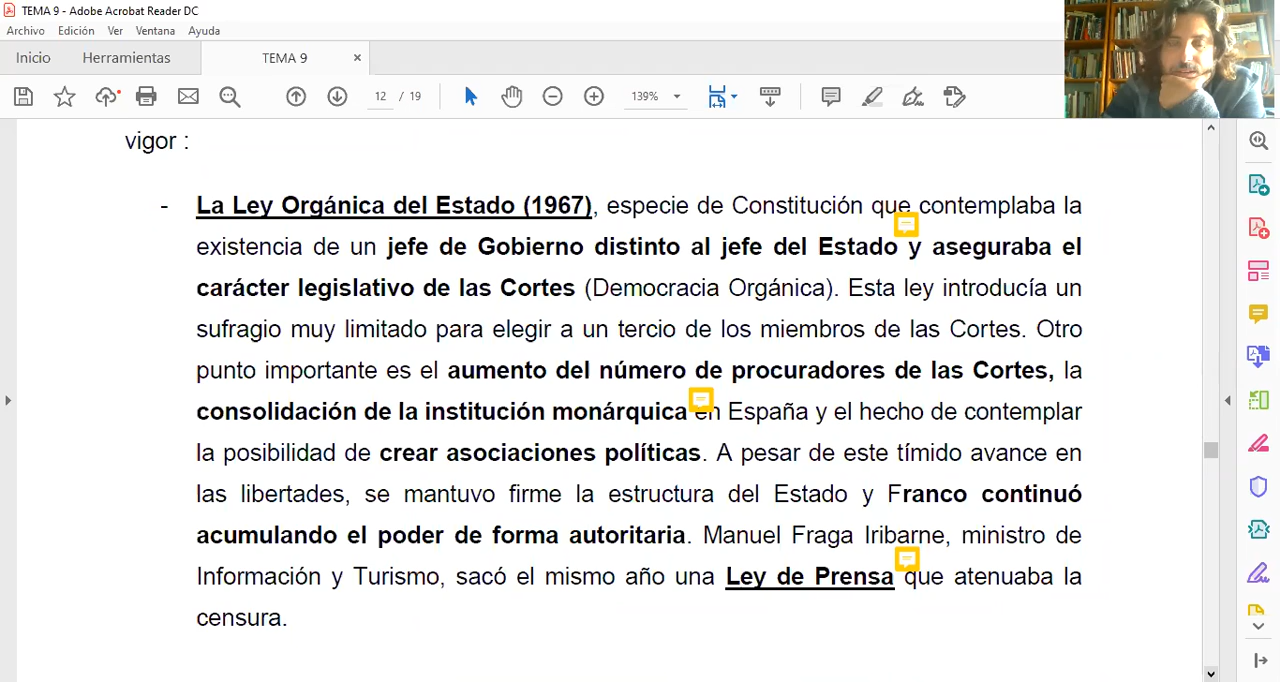 TEMA 9 - Adobe Acrobat Reader DC
Archivo Edición Ver Ventana Ayuda
Inicio Herramientas TEMA 9 ×
12 / 19 139%
vigor :
- La Ley Orgánica del Estado (1967), especie de Constitución que contemplaba la
existencia de un jefe de Gobierno distinto al jefe del Estado y aseguraba el
carácter legislativo de las Cortes (Democracia Orgánica). Esta ley introducía un
sufragio muy limitado para elegir a un tercio de los miembros de las Cortes. Otro
punto importante es el aumento del número de procuradores de las Cortes, la
consolidación de la institución monárquica en España y el hecho de contemplar
la posibilidad de crear asociaciones políticas. A pesar de este tímido avance en
las libertades, se mantuvo firme la estructura del Estado y Franco continuó
acumulando el poder de forma autoritaria. Manuel Fraga Iribarne, ministro de
Información y Turismo, sacó el mismo año una Ley de Prensa que atenuaba la
censura.